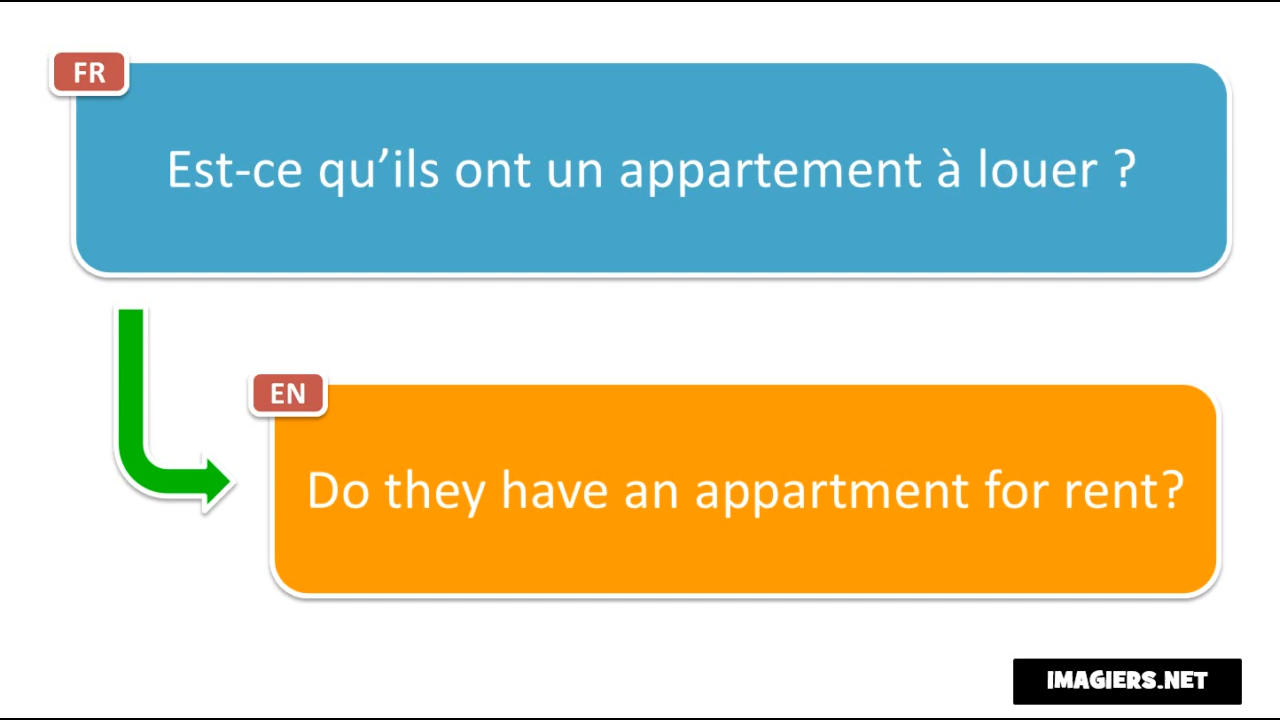 FR
Est-ce qu’ils ont un appartement à louer ?
EN
Do they have an appartment for rent?
IMAGIERS.NET